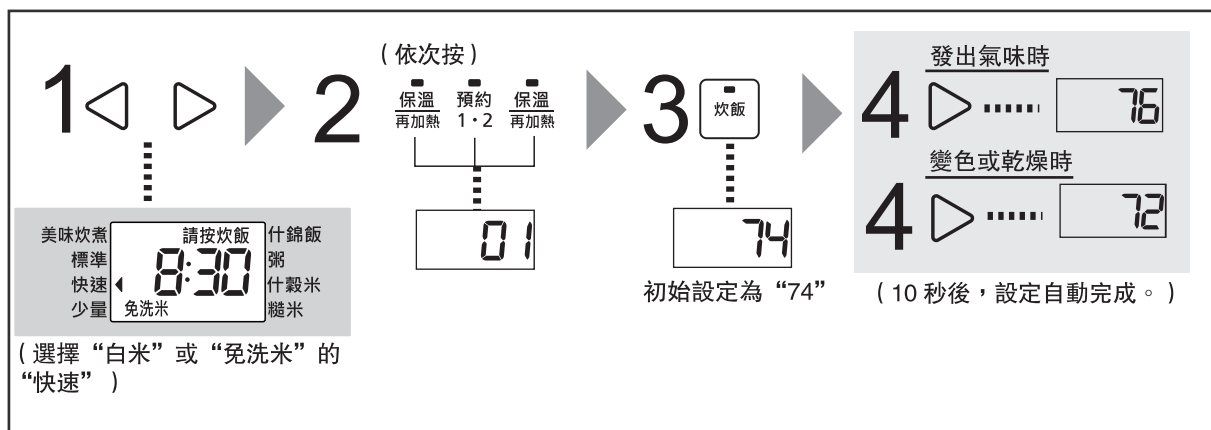 1
美味炊煮
標準
快速
少量
請按炊飯
8:30
免洗米
什錦飯
粥
什穀米
糙米
(選擇“白米”或“免洗米”的
“快速”)
2
(依次按)
保溫 預約 保溫
再加熱 1・2 再加熱
01
3
炊飯
74
初始設定為“74”
發出氣味時
4 76
變色或乾燥時
4 72
(10 秒後，設定自動完成。)